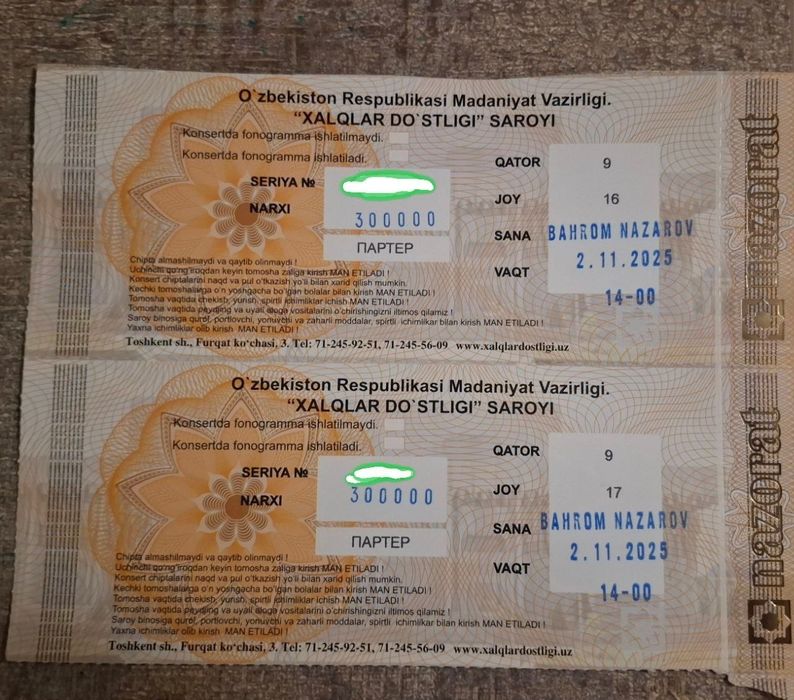 O`zbekiston Respublikasi Madaniyat Vazirligi.
“XALQLAR DO`STLIGI” SAROYI
Konsertda fonogramma ishlatilmaydi.
Konsertda fonogramma ishlatiladi.
SERIYA №
NARXI 300000
ПАРТЕР
QATOR 9
JOY 16
SANA BAHROM NAZAROV
2.11.2025
VAQT 14-00
Chipta almashilmaydi va qaytib olinmaydi !
Uchinchi qo'ng'iroqdan keyin tomosha zaliga kirish MAN ETILADI !
Konsert chiptalarini naqd va pul o'tkazish yo'li bilan xarid qilish mumkin.
Kechki tomoshalarga o'n yoshgacha bo'lgan bolalar bilan kirish MAN ETILADI !
Tomosha vaqtida chekish, yurish, spirtli ichimliklar ichish MAN ETILADI !
Tomosha vaqtida peyjing va uyali aloqa vositalarini o'chirishingizni iltimos qilamiz !
Saroy binosiga qurol, portlovchi, yonuvchi va zaharli moddalar, spirtli ichimliklar bilan kirish MAN ETILADI !
Yaxna ichimliklar olib kirish MAN ETILADI !
Toshkent sh., Furqat ko‘chasi, 3. Tel: 71-245-92-51, 71-245-56-09 www.xalqlardostligi.uz
nazorat
O`zbekiston Respublikasi Madaniyat Vazirligi.
“XALQLAR DO`STLIGI” SAROYI
Konsertda fonogramma ishlatilmaydi.
Konsertda fonogramma ishlatiladi.
SERIYA №
NARXI 300000
ПАРТЕР
QATOR 9
JOY 17
SANA BAHROM NAZAROV
2.11.2025
VAQT 14-00
Chipta almashilmaydi va qaytib olinmaydi !
Uchinchi qo'ng'iroqdan keyin tomosha zaliga kirish MAN ETILADI !
Konsert chiptalarini naqd va pul o'tkazish yo'li bilan xarid qilish mumkin.
Kechki tomoshalarga o'n yoshgacha bo'lgan bolalar bilan kirish MAN ETILADI !
Tomosha vaqtida chekish, yurish, spirtli ichimliklar ichish MAN ETILADI !
Tomosha vaqtida peyjing va uyali aloqa vositalarini o'chirishingizni iltimos qilamiz !
Saroy binosiga qurol, portlovchi, yonuvchi va zaharli moddalar, spirtli ichimliklar bilan kirish MAN ETILADI !
Yaxna ichimliklar olib kirish MAN ETILADI !
Toshkent sh., Furqat ko‘chasi, 3. Tel: 71-245-92-51, 71-245-56-09 www.xalqlardostligi.uz
nazorat